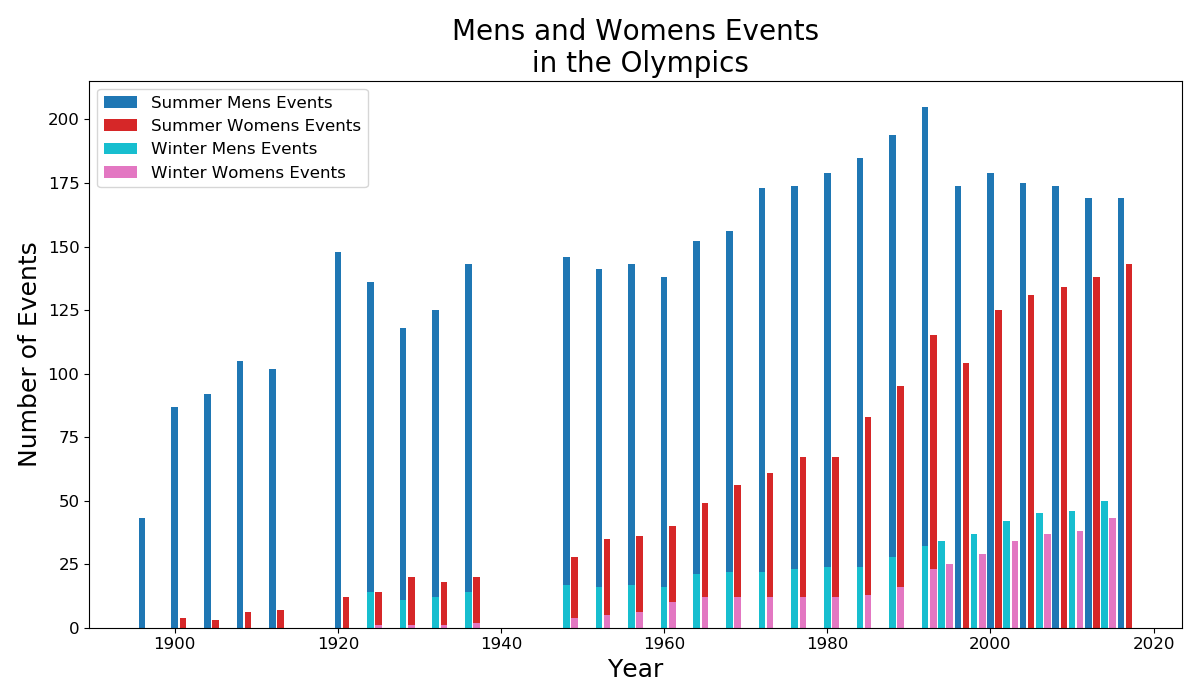 Mens and Womens Events
in the Olympics
Summer Mens Events
Summer Womens Events
Winter Mens Events
Winter Womens Events
200
175
150
125
100
75
50
25
0
Number of Events
1900 1920 1940 1960 1980 2000 2020
Year